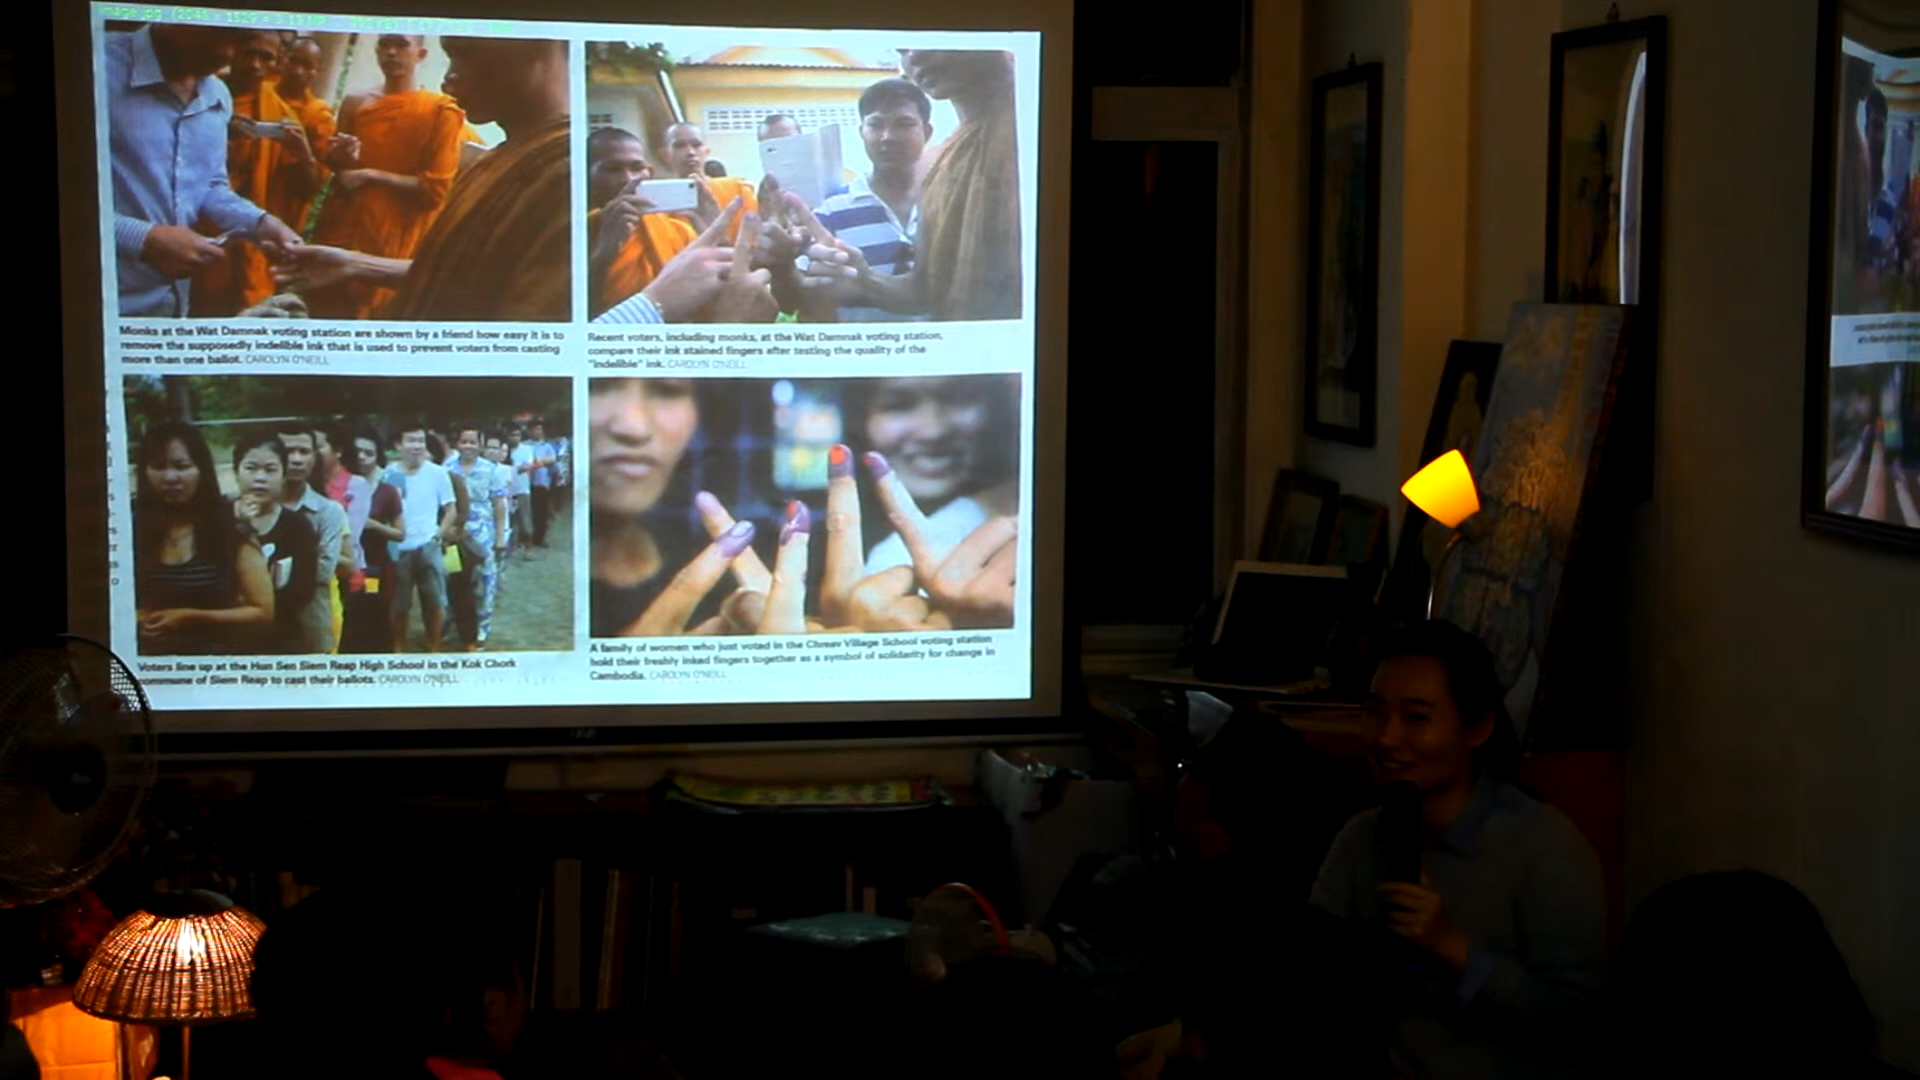 Monks at the Wat Damnak voting station are shown by a friend how easy it is to
remove the supposedly indelible ink that is used to prevent voters from casting
more than one ballot. CAROLYN O'NEILL
Recent voters, including monks, at the Wat Damnak voting station,
compare their ink stained fingers after testing the quality of the
"indelible" ink. CAROLYN O'NEILL
Voters line up at the Hun Sen Siem Reap High School in the Kok Chork
commune of Siem Reap to cast their ballots. CAROLYN O'NEILL
A family of women who just voted in the Chreav Village School voting station
hold their freshly inked fingers together as a symbol of solidarity for change in
Cambodia. CAROLYN O'NEILL